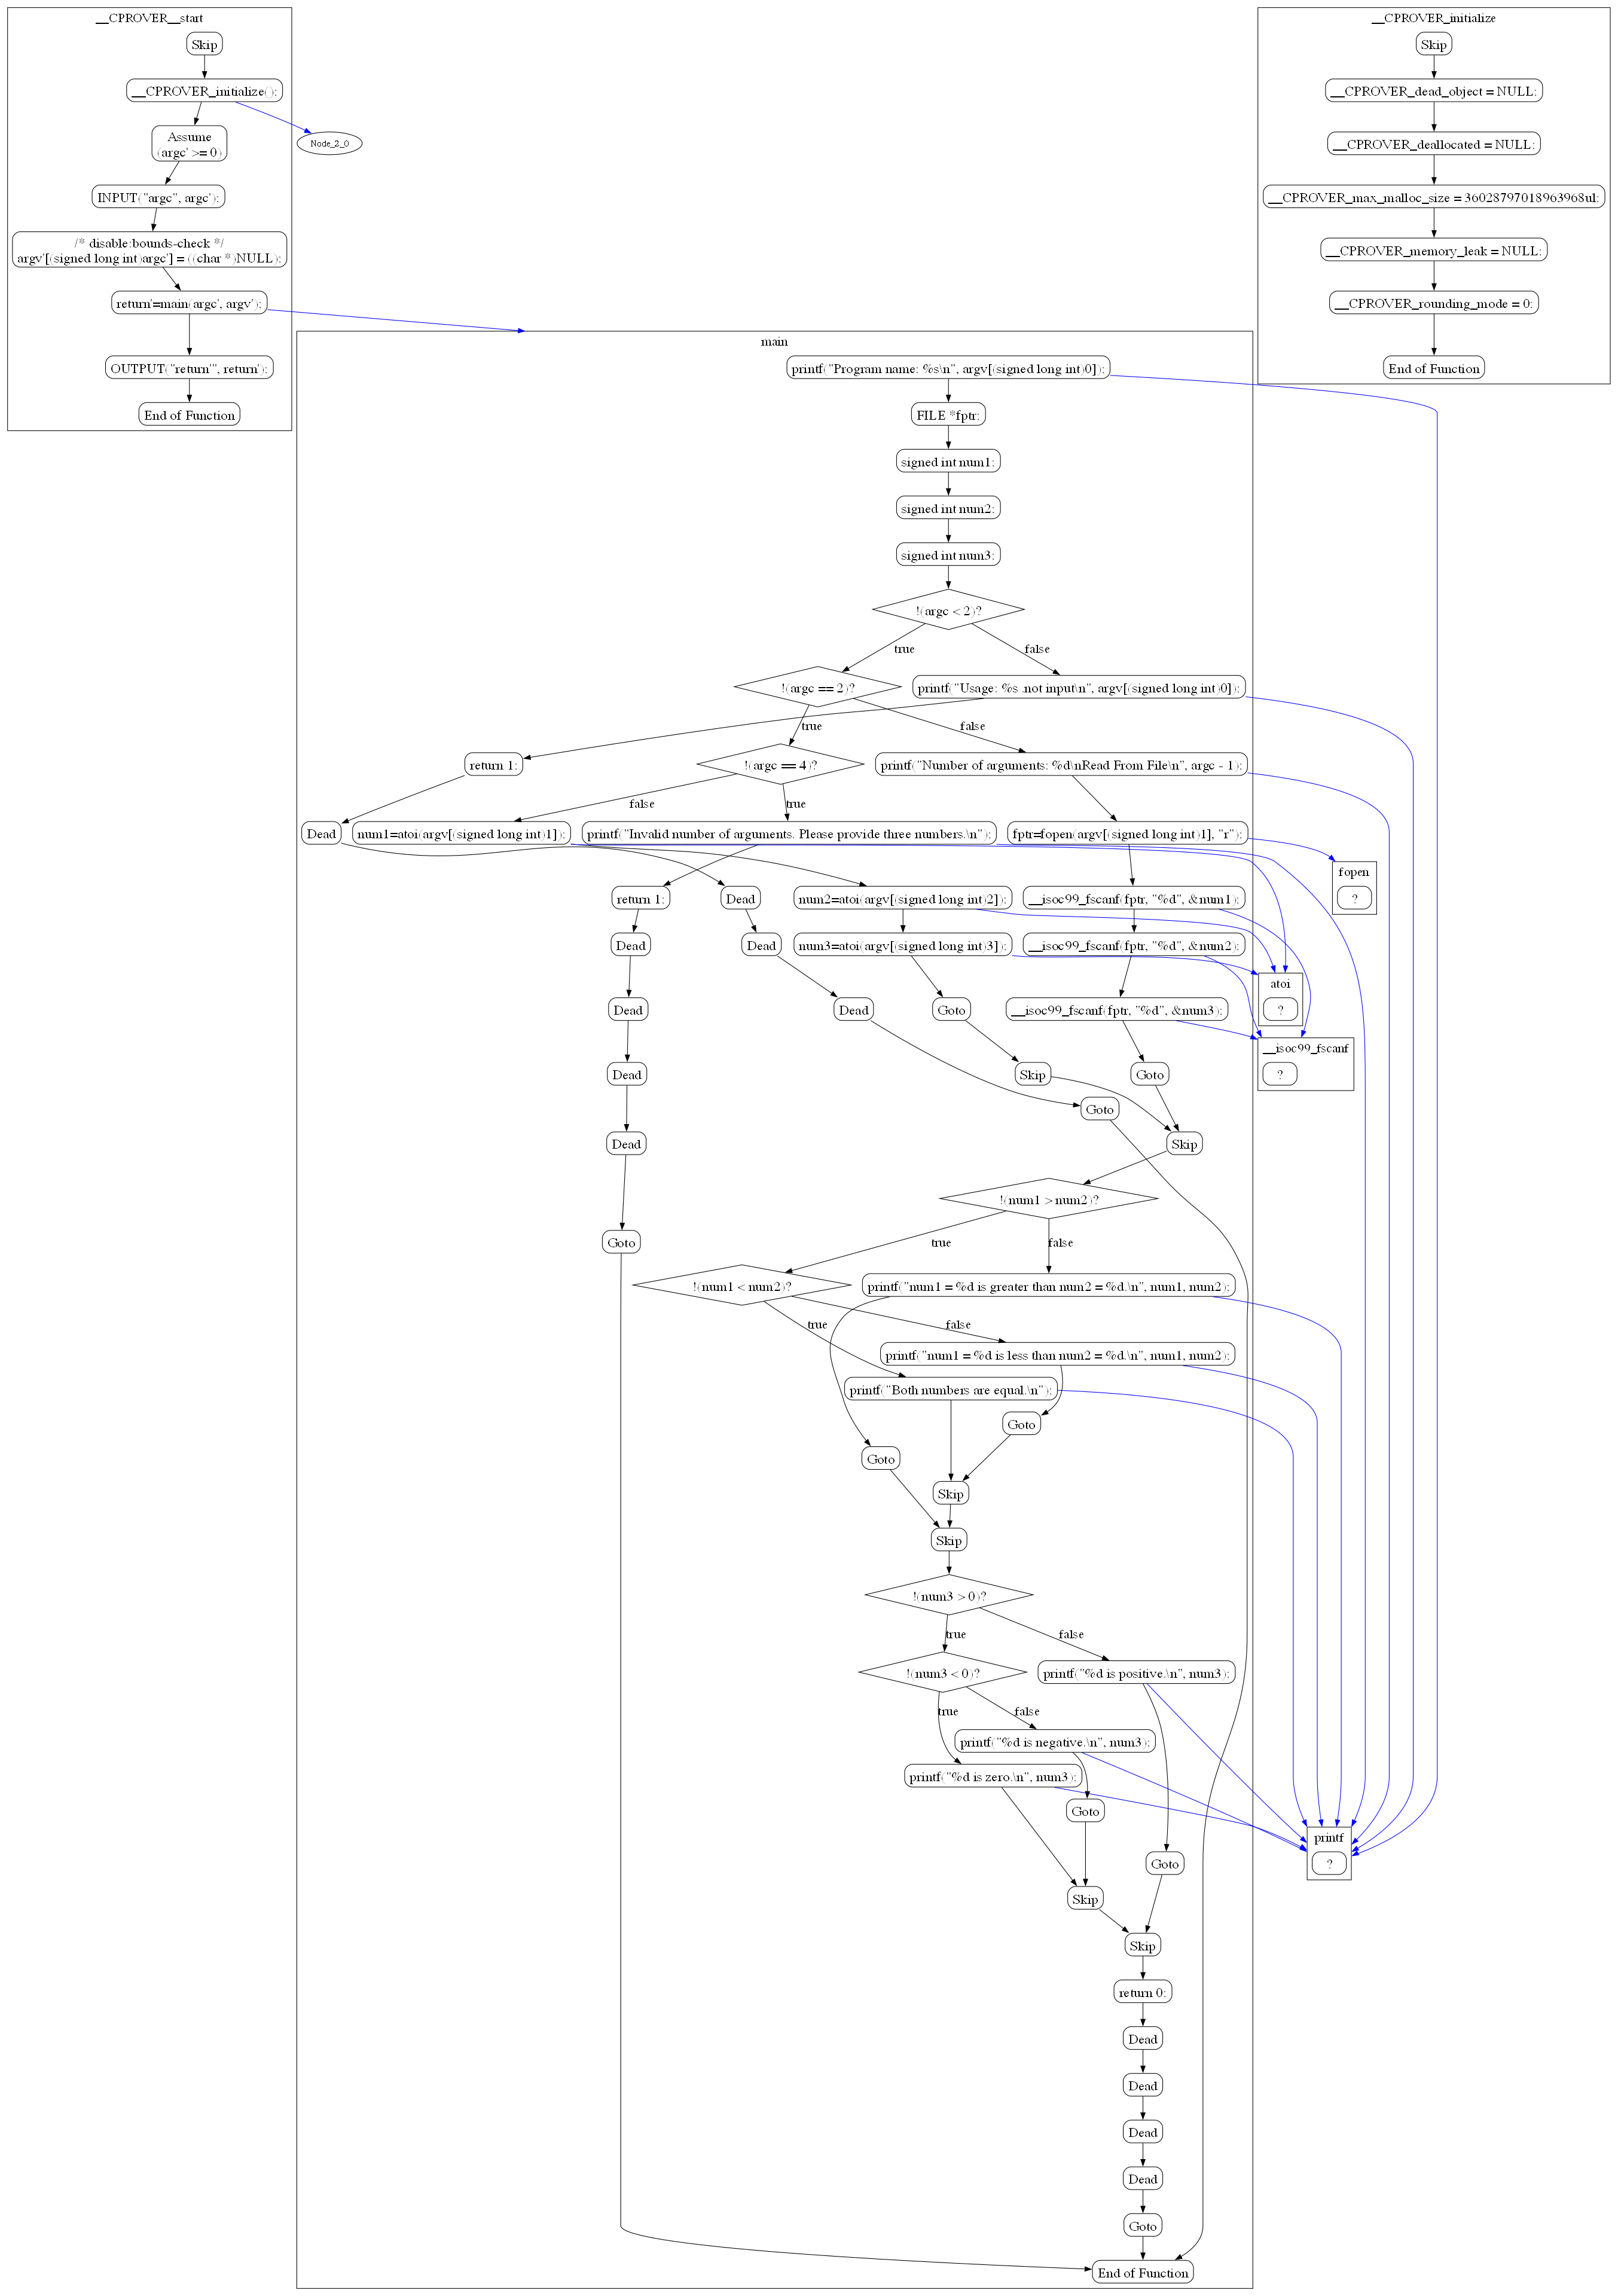 __CPROVER__start
Skip
__CPROVER_initialize();
Node_2_0
Assume
(argc' >= 0)
INPUT("argc", argc');
/* disable:bounds-check */
argv'[(signed long int)argc'] = ((char *)NULL);
return'=main(argc', argv');
OUTPUT("return'", return');
End of Function
__CPROVER_initialize
Skip
__CPROVER_dead_object = NULL;
__CPROVER_deallocated = NULL;
__CPROVER_max_malloc_size = 36028797018963968ul;
__CPROVER_memory_leak = NULL;
__CPROVER_rounding_mode = 0;
End of Function
main
printf("Program name: %s\n", argv[(signed long int)0]);
FILE *fptr;
signed int num1;
signed int num2;
signed int num3;
!(argc < 2)?
true
false
!(argc == 2)?
printf("Usage: %s .not input\n", argv[(signed long int)0]);
true
false
return 1;
!(argc == 4)?
printf("Number of arguments: %d\nRead From File\n", argc - 1);
false
true
Dead
num1=atoi(argv[(signed long int)1]);
printf("Invalid number of arguments. Please provide three numbers.\n");
fptr=fopen(argv[(signed long int)1], "r");
fopen
?
return 1;
Dead
num2=atoi(argv[(signed long int)2]);
__isoc99_fscanf(fptr, "%d", &num1);
Dead
Dead
num3=atoi(argv[(signed long int)3]);
__isoc99_fscanf(fptr, "%d", &num2);
atoi
?
Dead
Dead
Goto
__isoc99_fscanf(fptr, "%d", &num3);
__isoc99_fscanf
?
Dead
Skip
Goto
Goto
Dead
Skip
!(num1 > num2)?
Goto
true
false
!(num1 < num2)?
printf("num1 = %d is greater than num2 = %d.\n", num1, num2);
true
false
printf("num1 = %d is less than num2 = %d.\n", num1, num2);
printf("Both numbers are equal.\n");
Goto
Goto
Skip
Skip
!(num3 > 0)?
true
false
!(num3 < 0)?
printf("%d is positive.\n", num3);
true
false
printf("%d is negative.\n", num3);
printf("%d is zero.\n", num3);
Goto
printf
?
Goto
Skip
Skip
return 0;
Dead
Dead
Dead
Dead
Goto
End of Function